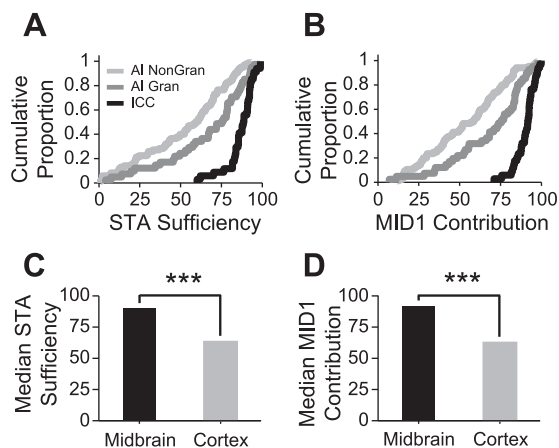 A
B
Cumulative
Proportion
1
0.8
0.6
0.4
0.2
0
AI NonGran
AI Gran
ICC
0 25 50 75 100
STA Sufficiency
Cumulative
Proportion
1
0.8
0.6
0.4
0.2
0
0 25 50 75 100
MID1 Contribution
C
D
Median STA
Sufficiency
100
75
50
25
0
***
Midbrain Cortex
Median MID1
Contribution
100
75
50
25
0
***
Midbrain Cortex